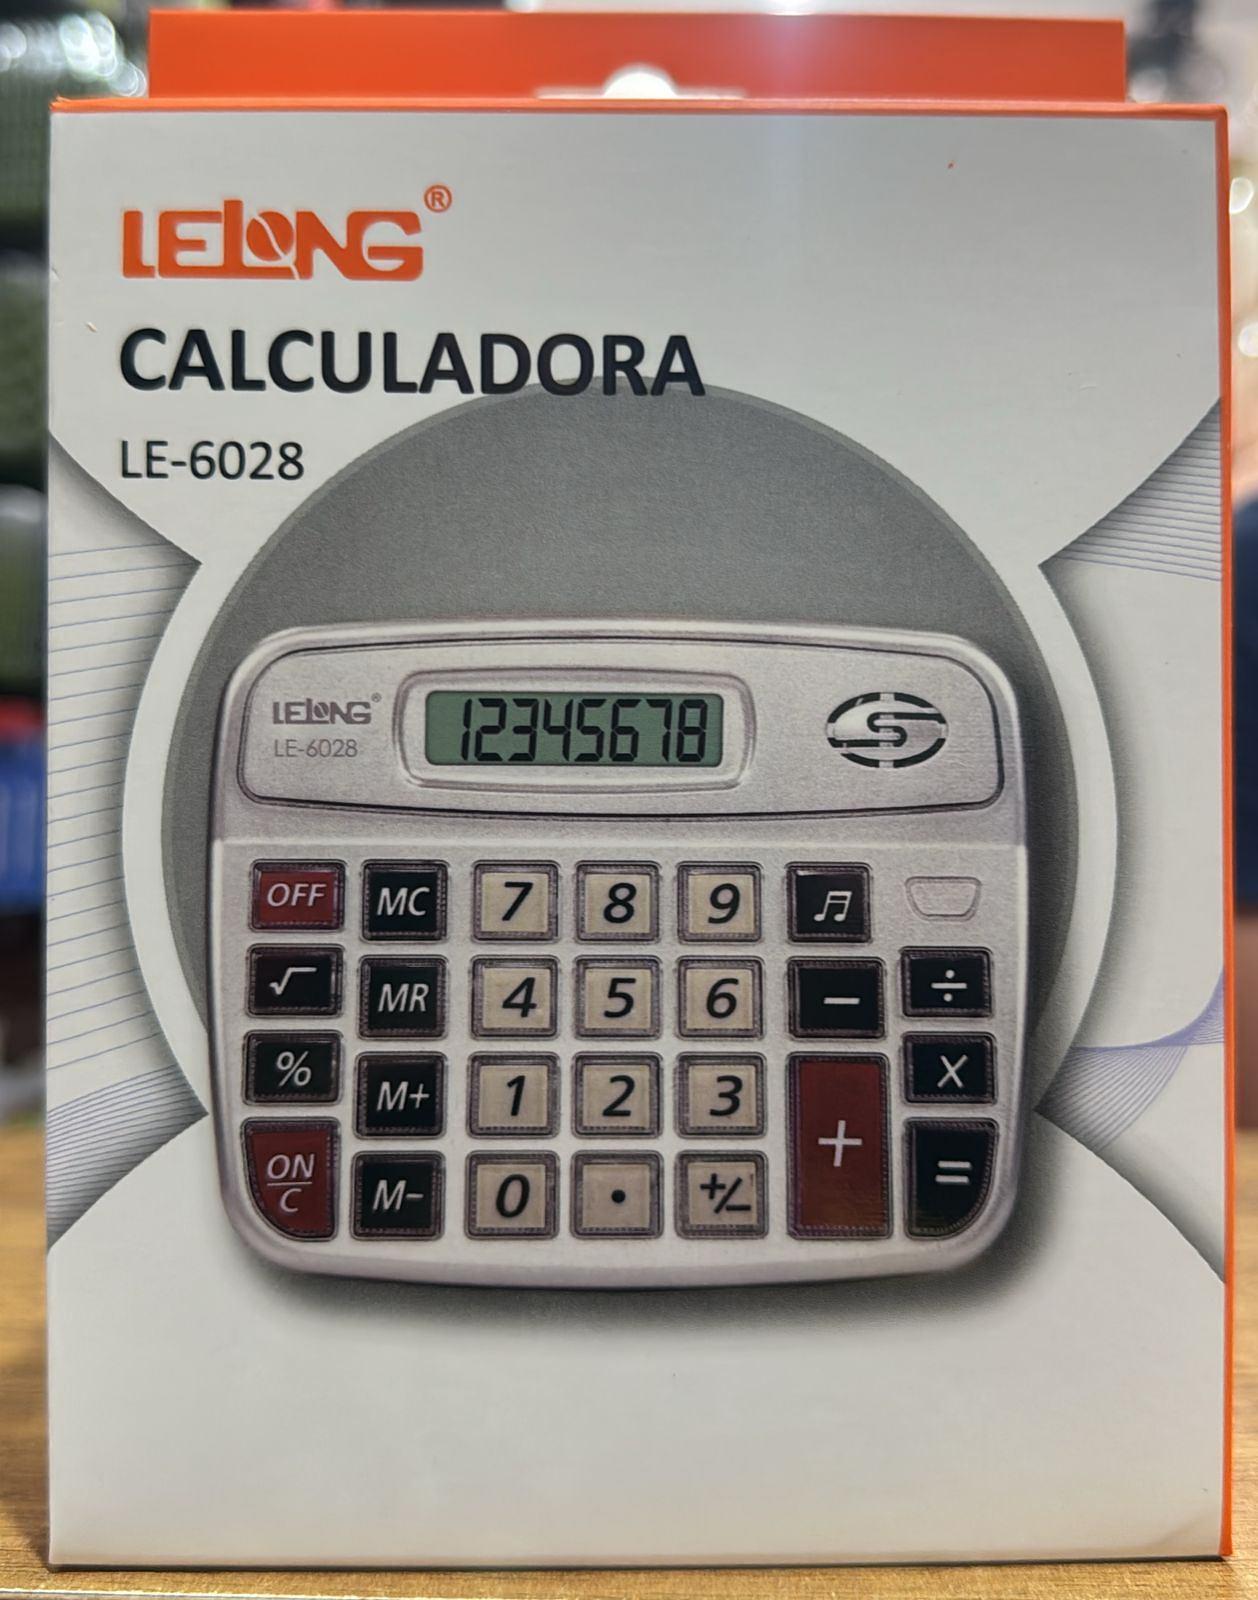 LELONG®
CALCULADORA
LE-6028
LELONG®
LE-6028
12345678
S
OFF MC 7 8 9 ♬
√ MR 4 5 6 − ÷
% M+ 1 2 3 + X
ON/C M− 0 . +/− =